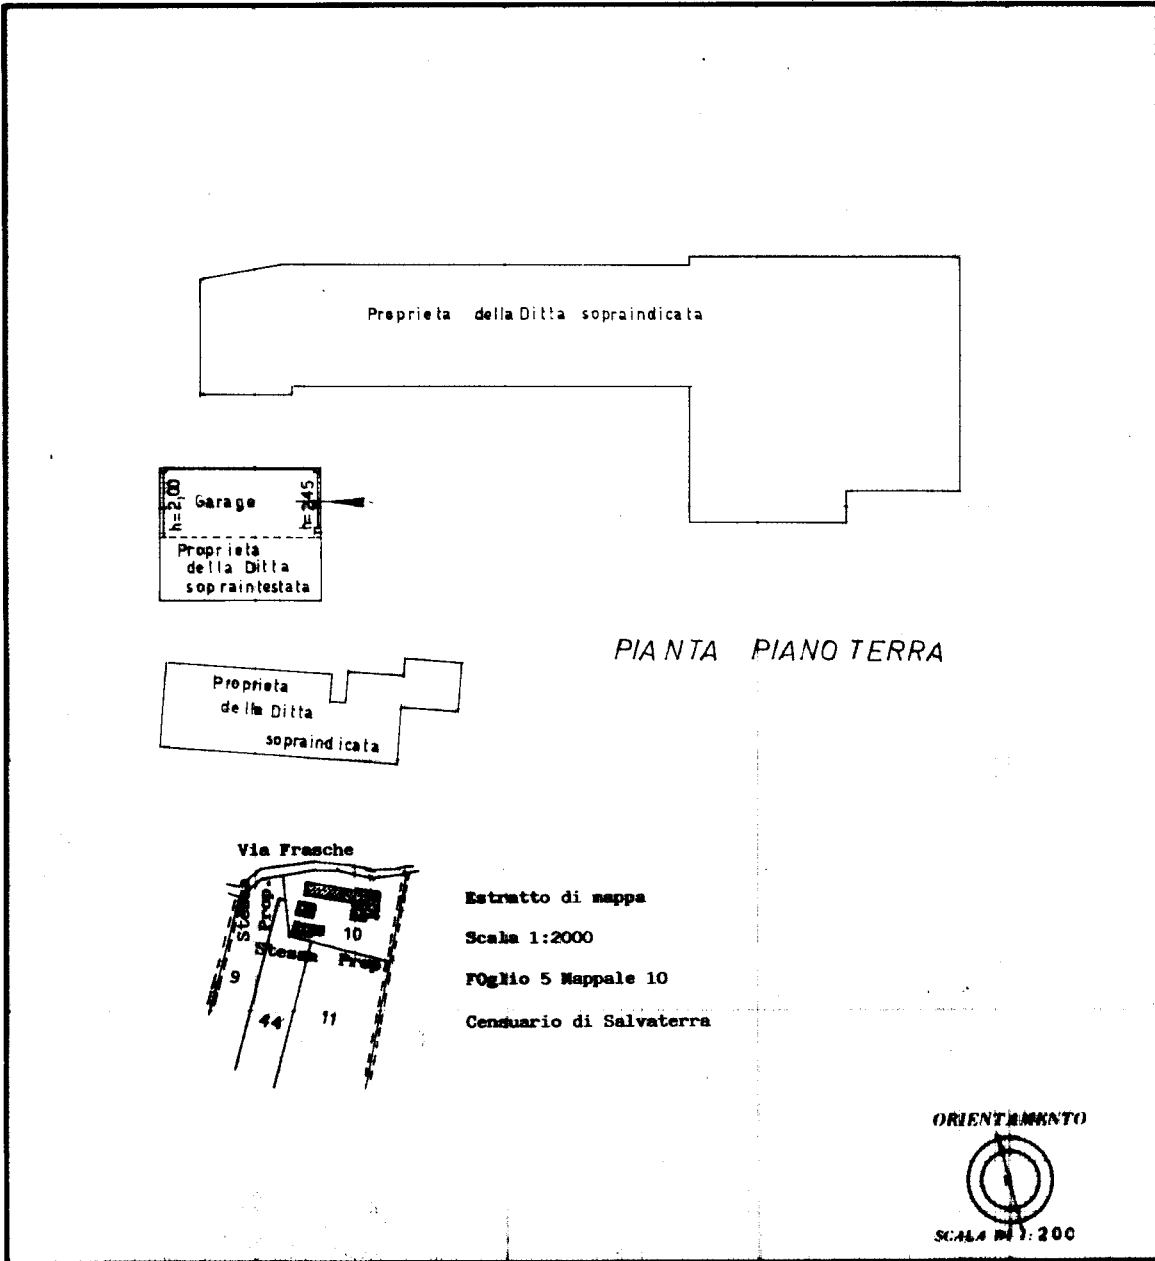 Proprieta della Ditta sopraindicata
h=2,00
Garage
h=2,45
Proprieta
della Ditta
sopraintestata
PIANTA PIANO TERRA
Proprieta
della Ditta
sopraindicata
Via Frasche
Stessa
Prop.
10
Stessa Prop.
9
44
11
Estratto di mappa
Scala 1:2000
FOglio 5 Mappale 10
Censuario di Salvaterra
ORIENTAMENTO
SCALA DI 1:200